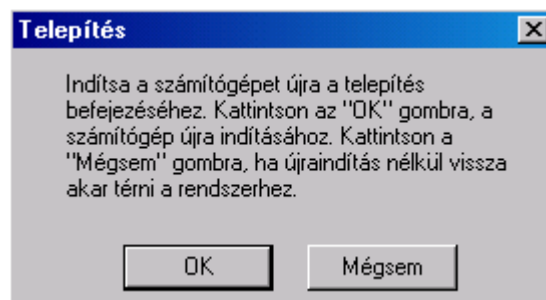 Telepítés
Indítsa a számítógépet újra a telepítés
befejezéséhez. Kattintson az "OK" gombra, a
számítógép újra indításához. Kattintson a
"Mégsem" gombra, ha újraindítás nélkül vissza
akar térni a rendszerhez.
OK
Mégsem